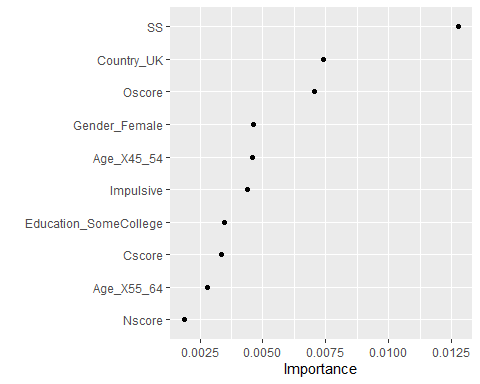 SS
Country_UK
Oscore
Gender_Female
Age_X45_54
Impulsive
Education_SomeCollege
Cscore
Age_X55_64
Nscore
0.0025 0.0050 0.0075 0.0100 0.0125
Importance